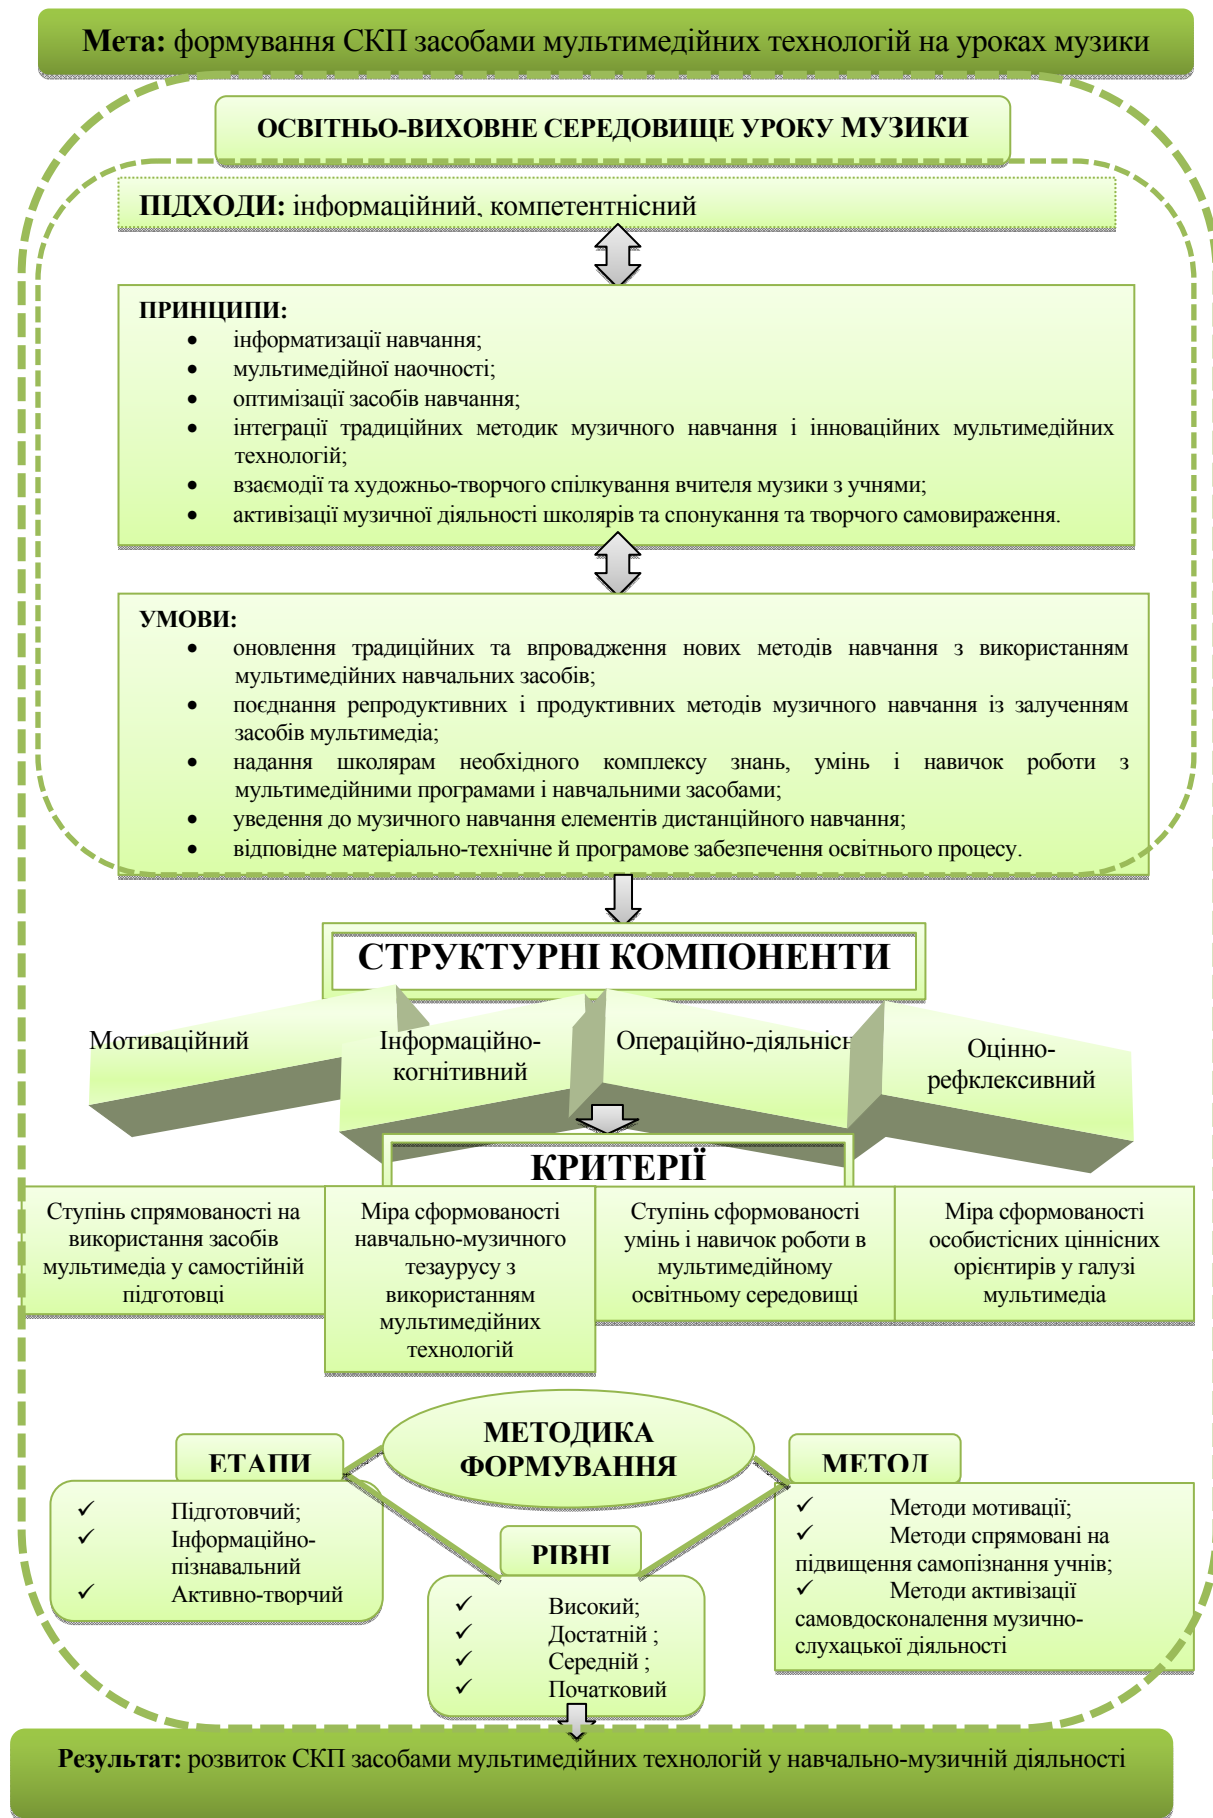 Мета: формування СКП засобами мультимедійних технологій на уроках музики
ОСВІТНЬО-ВИХОВНЕ СЕРЕДОВИЩЕ УРОКУ МУЗИКИ
ПІДХОДИ: інформаційний, компетентнісний
ПРИНЦИПИ:
• інформатизації навчання;
• мультимедійної наочності;
• оптимізації засобів навчання;
• інтеграції традиційних методик музичного навчання і інноваційних мультимедійних
технологій;
• взаємодії та художньо-творчого спілкування вчителя музики з учнями;
• активізації музичної діяльності школярів та спонукання та творчого самовираження.
УМОВИ:
• оновлення традиційних та впровадження нових методів навчання з використанням
мультимедійних навчальних засобів;
• поєднання репродуктивних і продуктивних методів музичного навчання із залученням
засобів мультимедіа;
• надання школярам необхідного комплексу знань, умінь і навичок роботи з
мультимедійними програмами і навчальними засобами;
• уведення до музичного навчання елементів дистанційного навчання;
• відповідне матеріально-технічне й програмове забезпечення освітнього процесу.
СТРУКТУРНІ КОМПОНЕНТИ
Мотиваційний
Інформаційно-
когнітивний
Операційно-діяльнісн
Оцінно-
рефклексивний
КРИТЕРІЇ
Ступінь спрямованості на
використання засобів
мультимедіа у самостійній
підготовці
Міра сформованості
навчально-музичного
тезаурусу з
використанням
мультимедійних
технологій
Ступінь сформованості
умінь і навичок роботи в
мультимедійному
освітньому середовищі
Міра сформованості
особистісних ціннісних
орієнтирів у галузі
мультимедіа
МЕТОДИКА
ФОРМУВАННЯ
ЕТАПИ
✓ Підготовчий;
✓ Інформаційно-
пізнавальний
✓ Активно-творчий
РІВНІ
✓ Високий;
✓ Достатній ;
✓ Середній ;
✓ Початковий
МЕТОД
✓ Методи мотивації;
✓ Методи спрямовані на
підвищення самопізнання учнів;
✓ Методи активізації
самовдосконалення музично-
слухацької діяльності
Результат: розвиток СКП засобами мультимедійних технологій у навчально-музичній діяльності